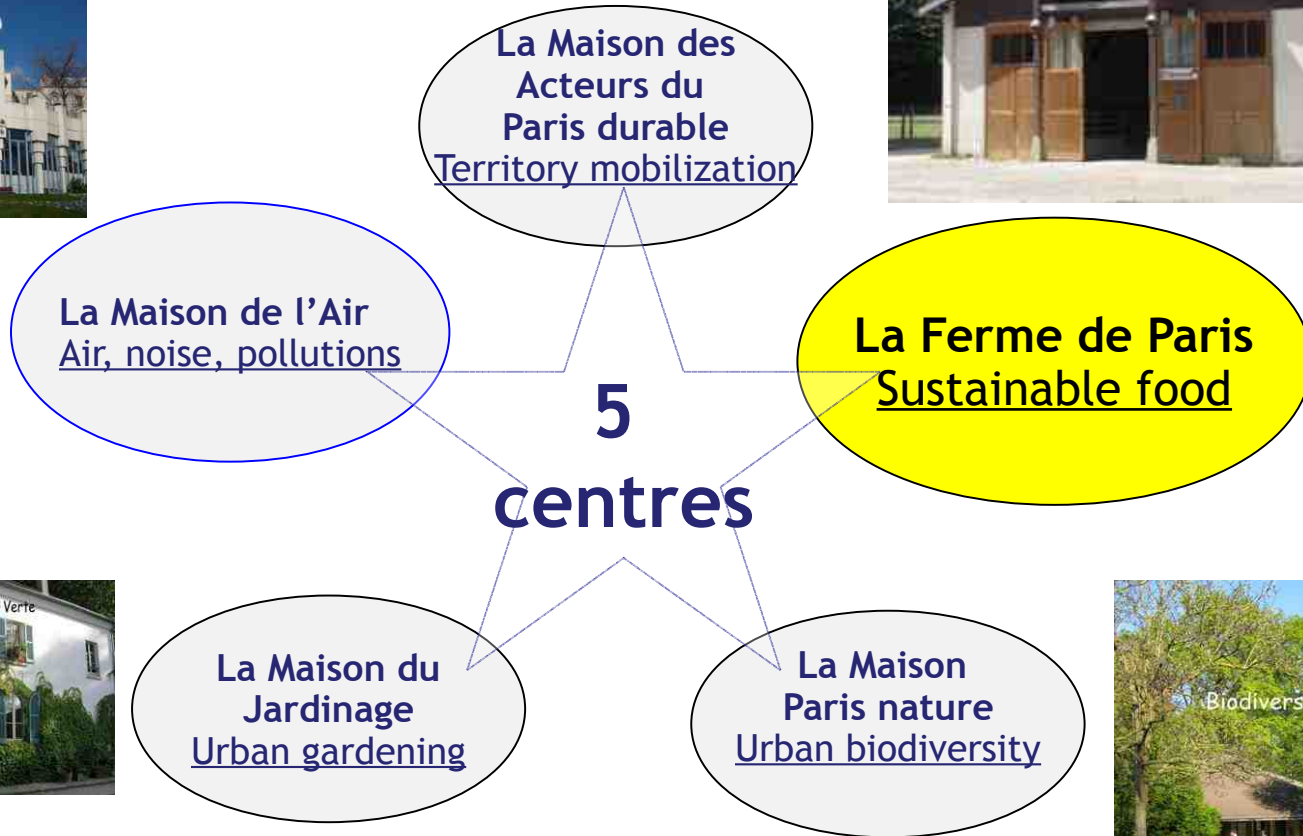 La Maison des
Acteurs du
Paris durable
Territory mobilization
La Maison de l’Air
Air, noise, pollutions
La Ferme de Paris
Sustainable food
5
centres
Verte
La Maison du
Jardinage
Urban gardening
La Maison
Paris nature
Urban biodiversity
Biodivers